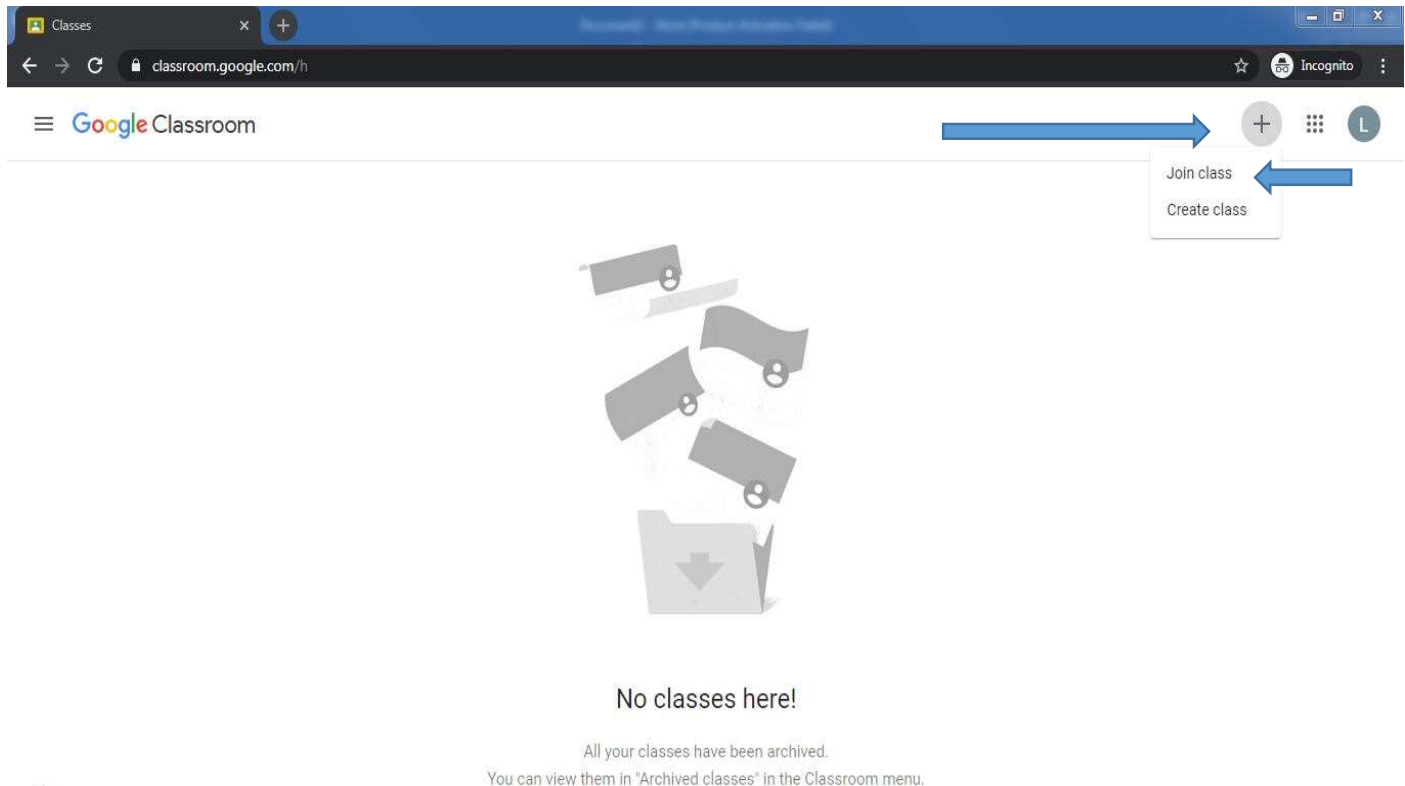 Classes
classroom.google.com/h
Incognito
Google Classroom
L
Join class
Create class
No classes here!
All your classes have been archived.
You can view them in "Archived classes" in the Classroom menu.